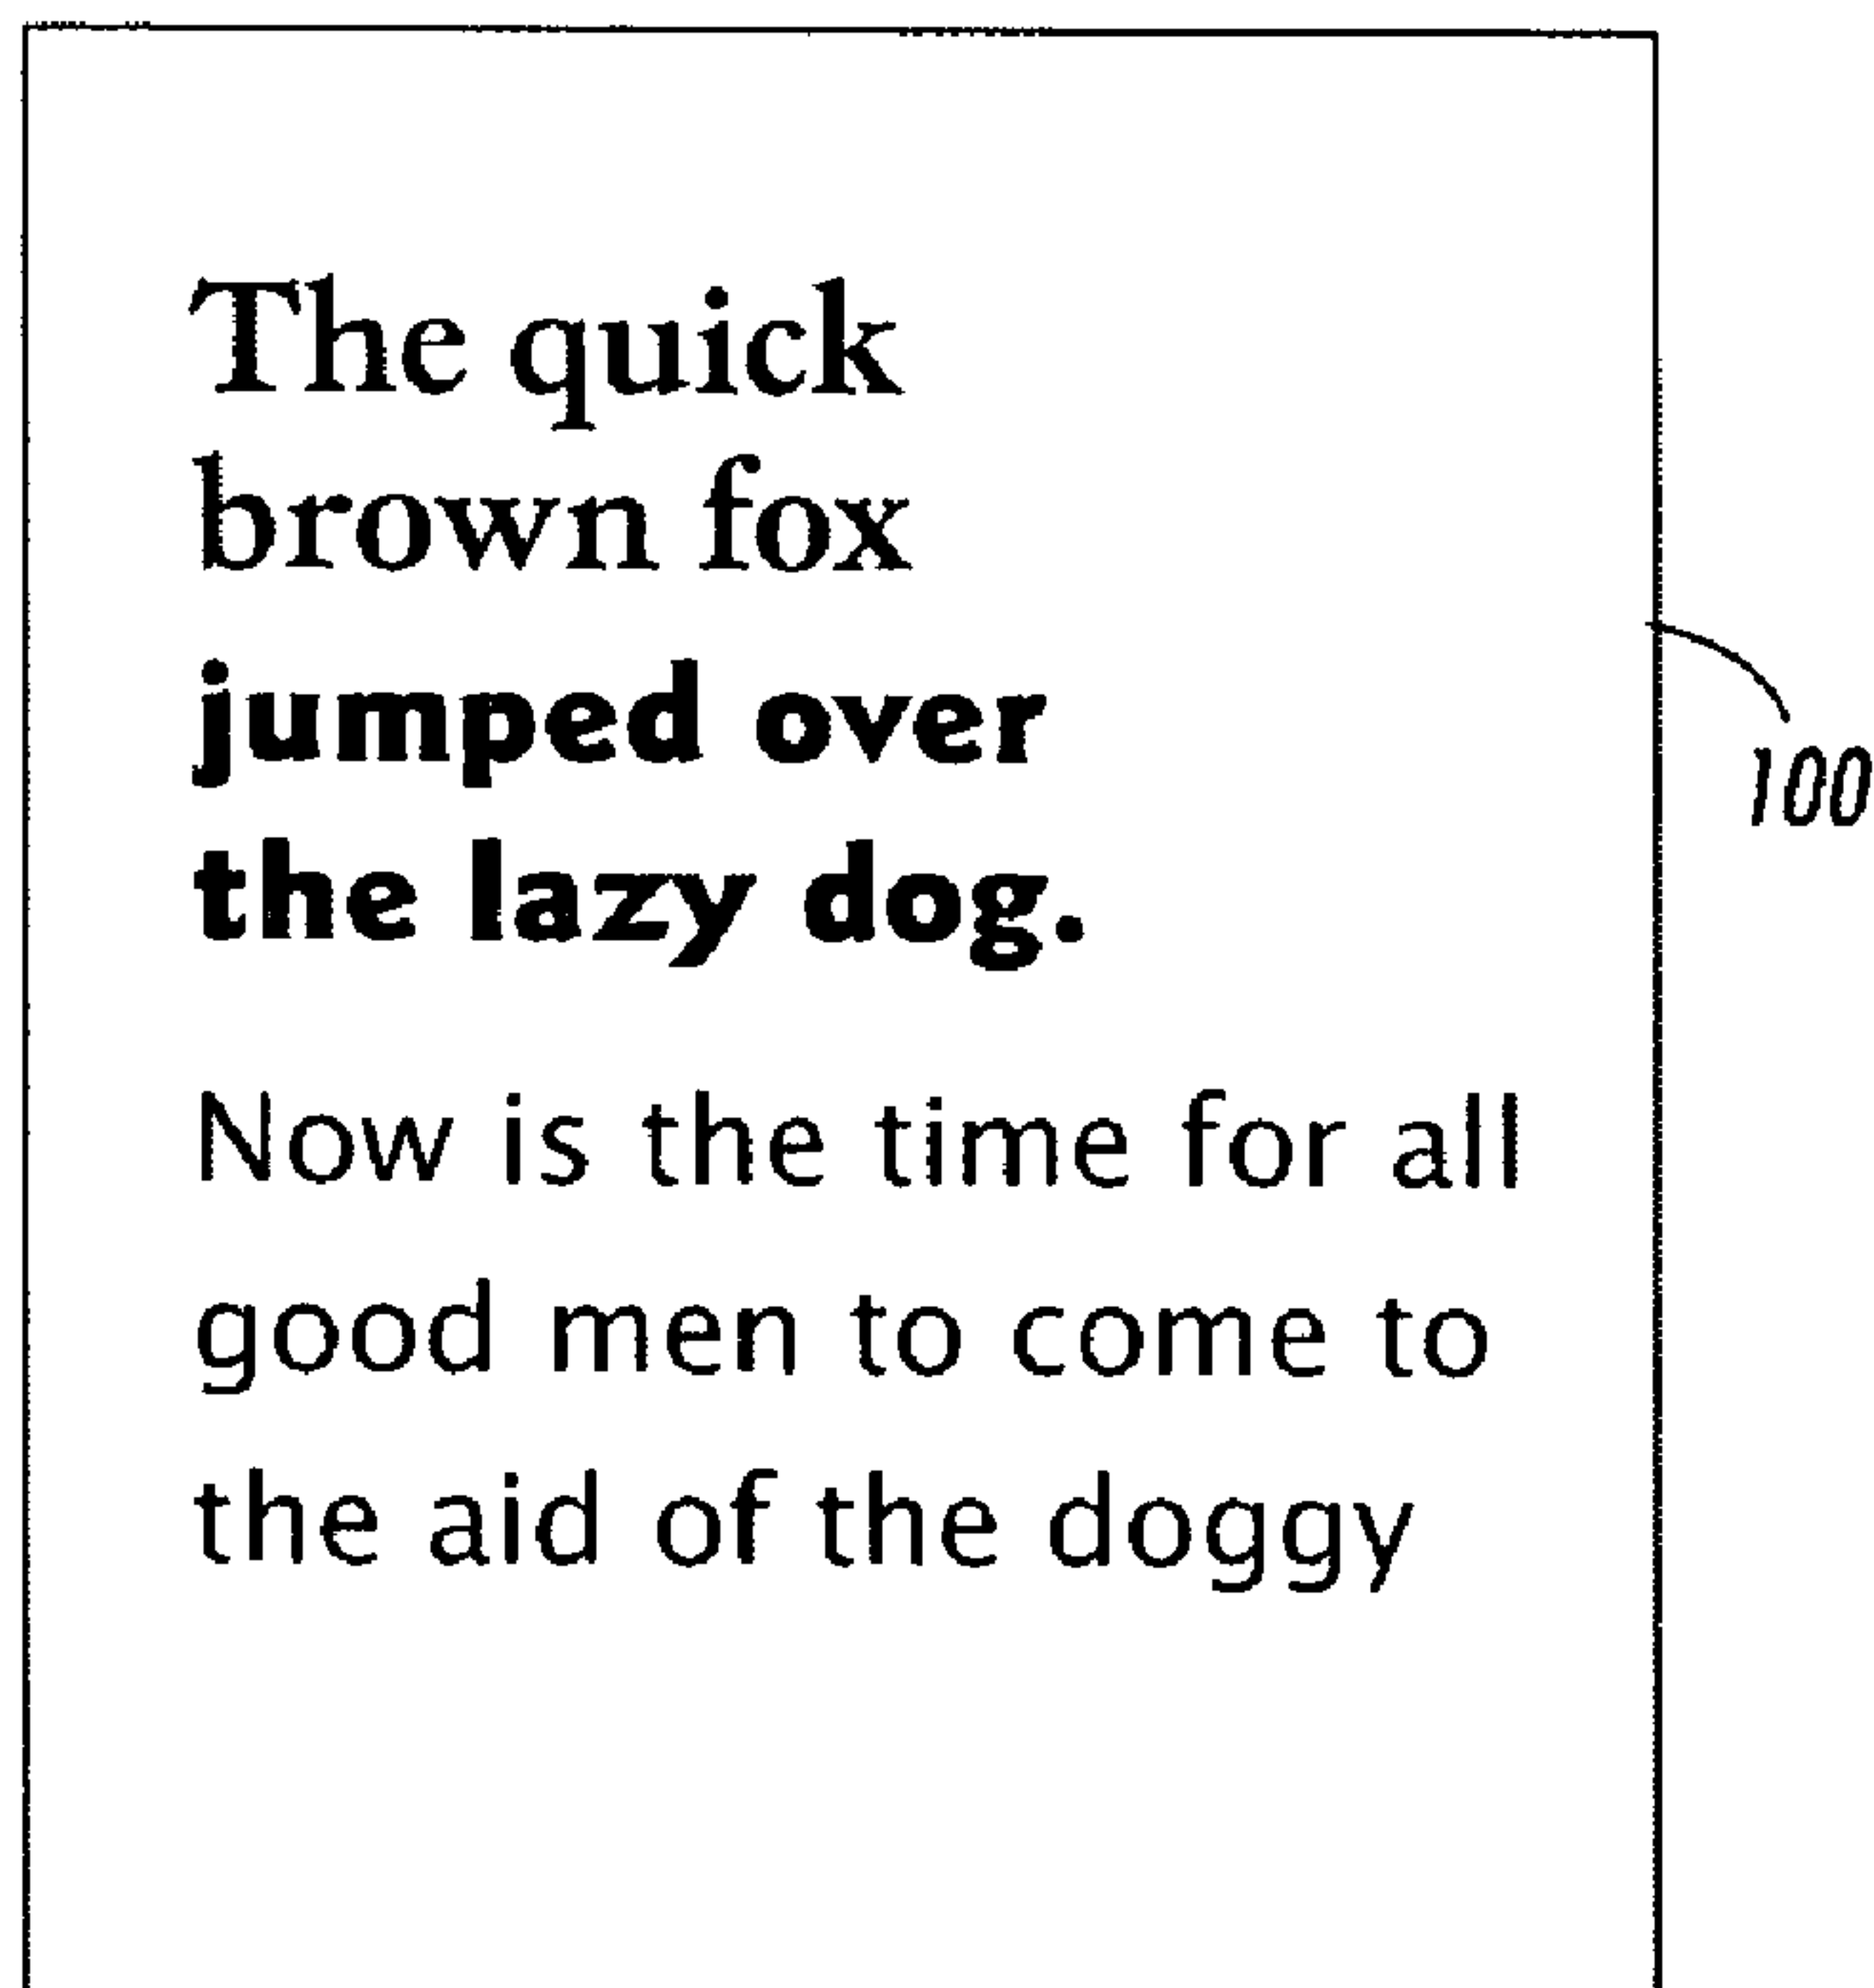 The quick
brown fox
jumped over
the lazy dog.
Now is the time for all
good men to come to
the aid of the doggy
100